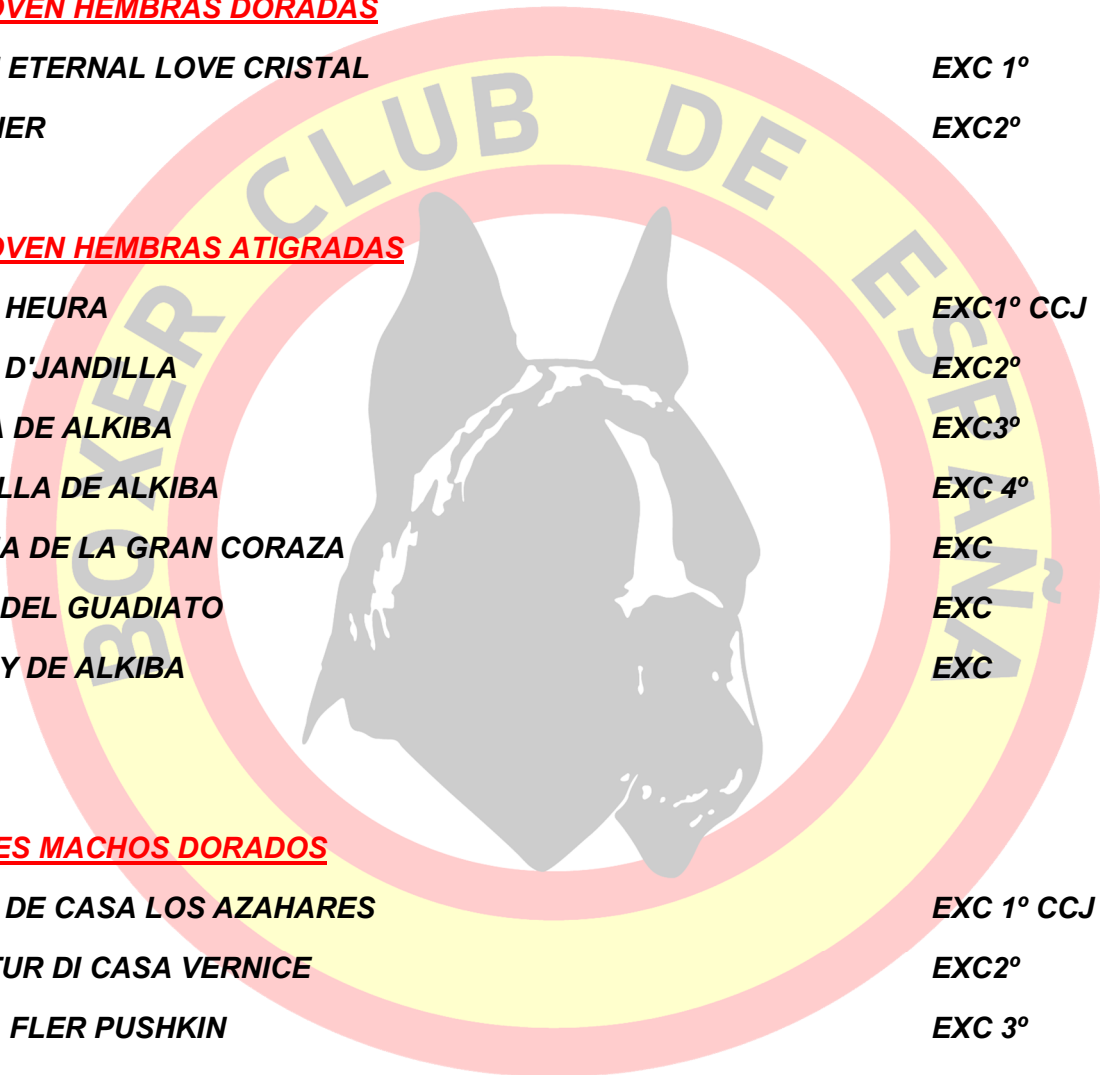 OVEN HEMBRAS DORADAS
ETERNAL LOVE CRISTAL EXC 1º
IER EXC2º
OVEN HEMBRAS ATIGRADAS
HEURA EXC1º CCJ
D'JANDILLA EXC2º
A DE ALKIBA EXC3º
LLA DE ALKIBA EXC 4º
A DE LA GRAN CORAZA EXC
DEL GUADIATO EXC
Y DE ALKIBA EXC
ES MACHOS DORADOS
DE CASA LOS AZAHARES EXC 1º CCJ
TUR DI CASA VERNICE EXC2º
FLER PUSHKIN EXC 3º
BOXER CLUB DE ESPAÑA